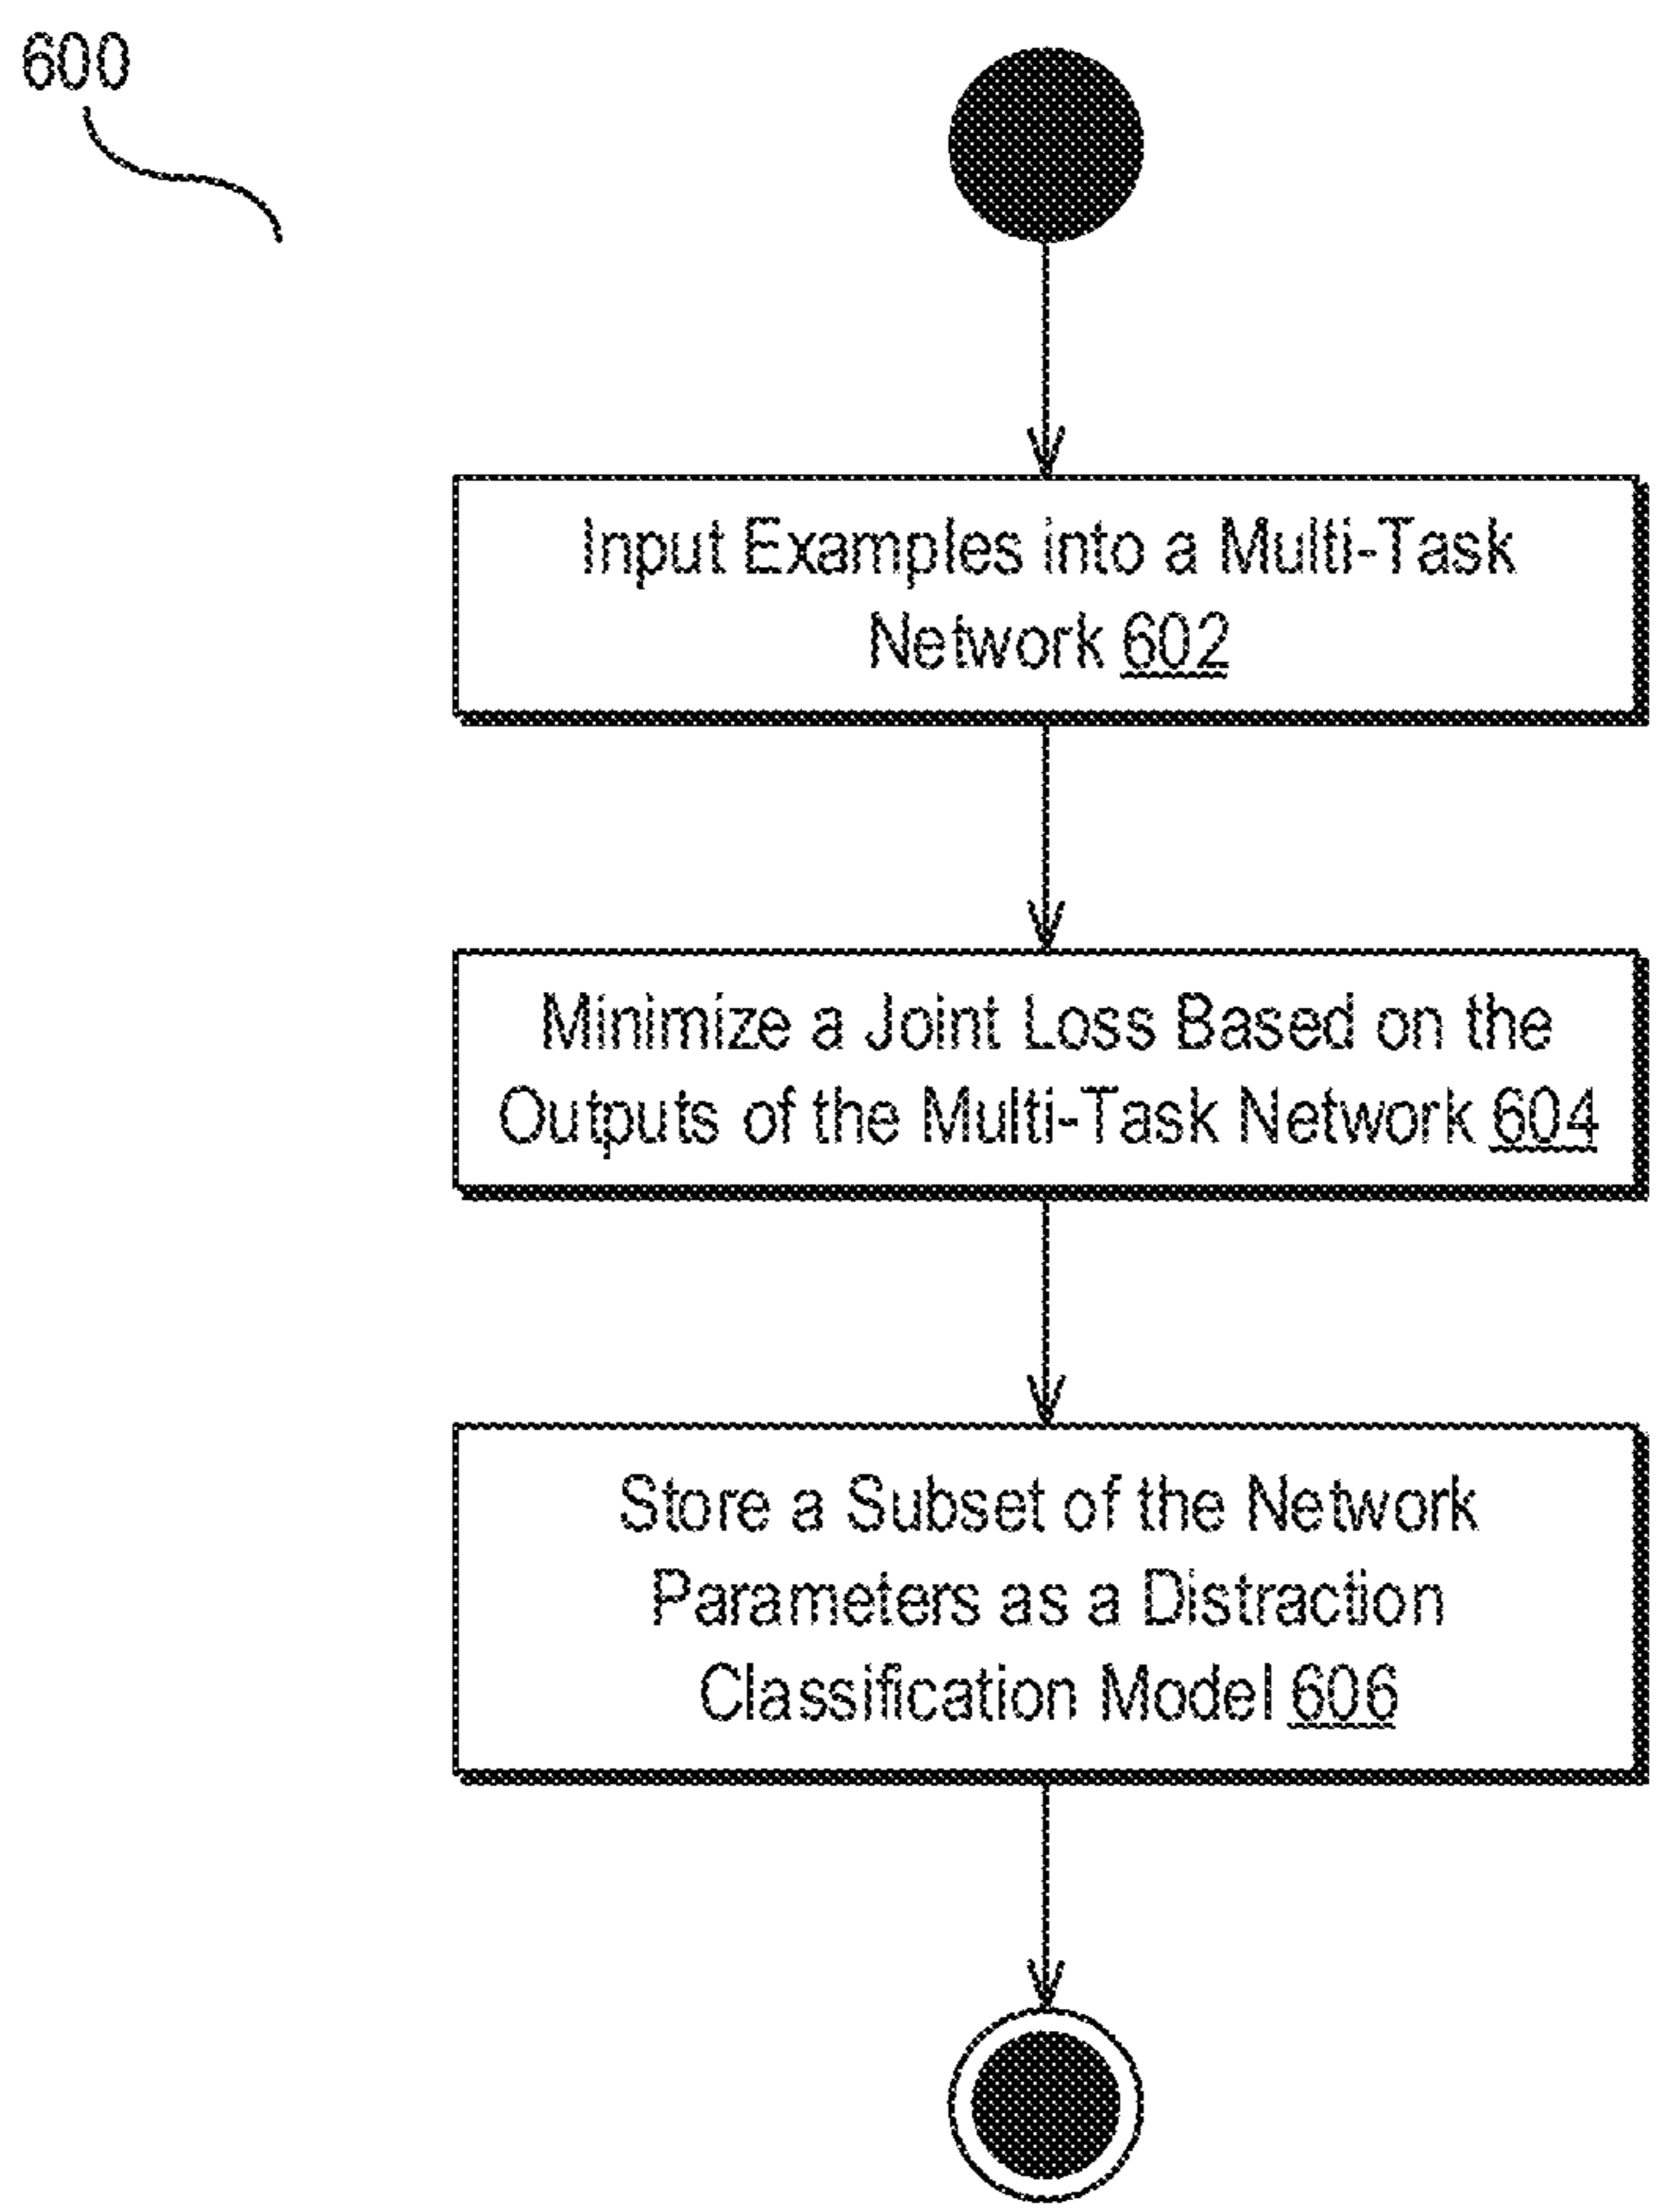 600
Input Examples into a Multi-Task
Network 602
Minimize a Joint Loss Based on the
Outputs of the Multi-Task Network 604
Store a Subset of the Network
Parameters as a Distraction
Classification Model 606